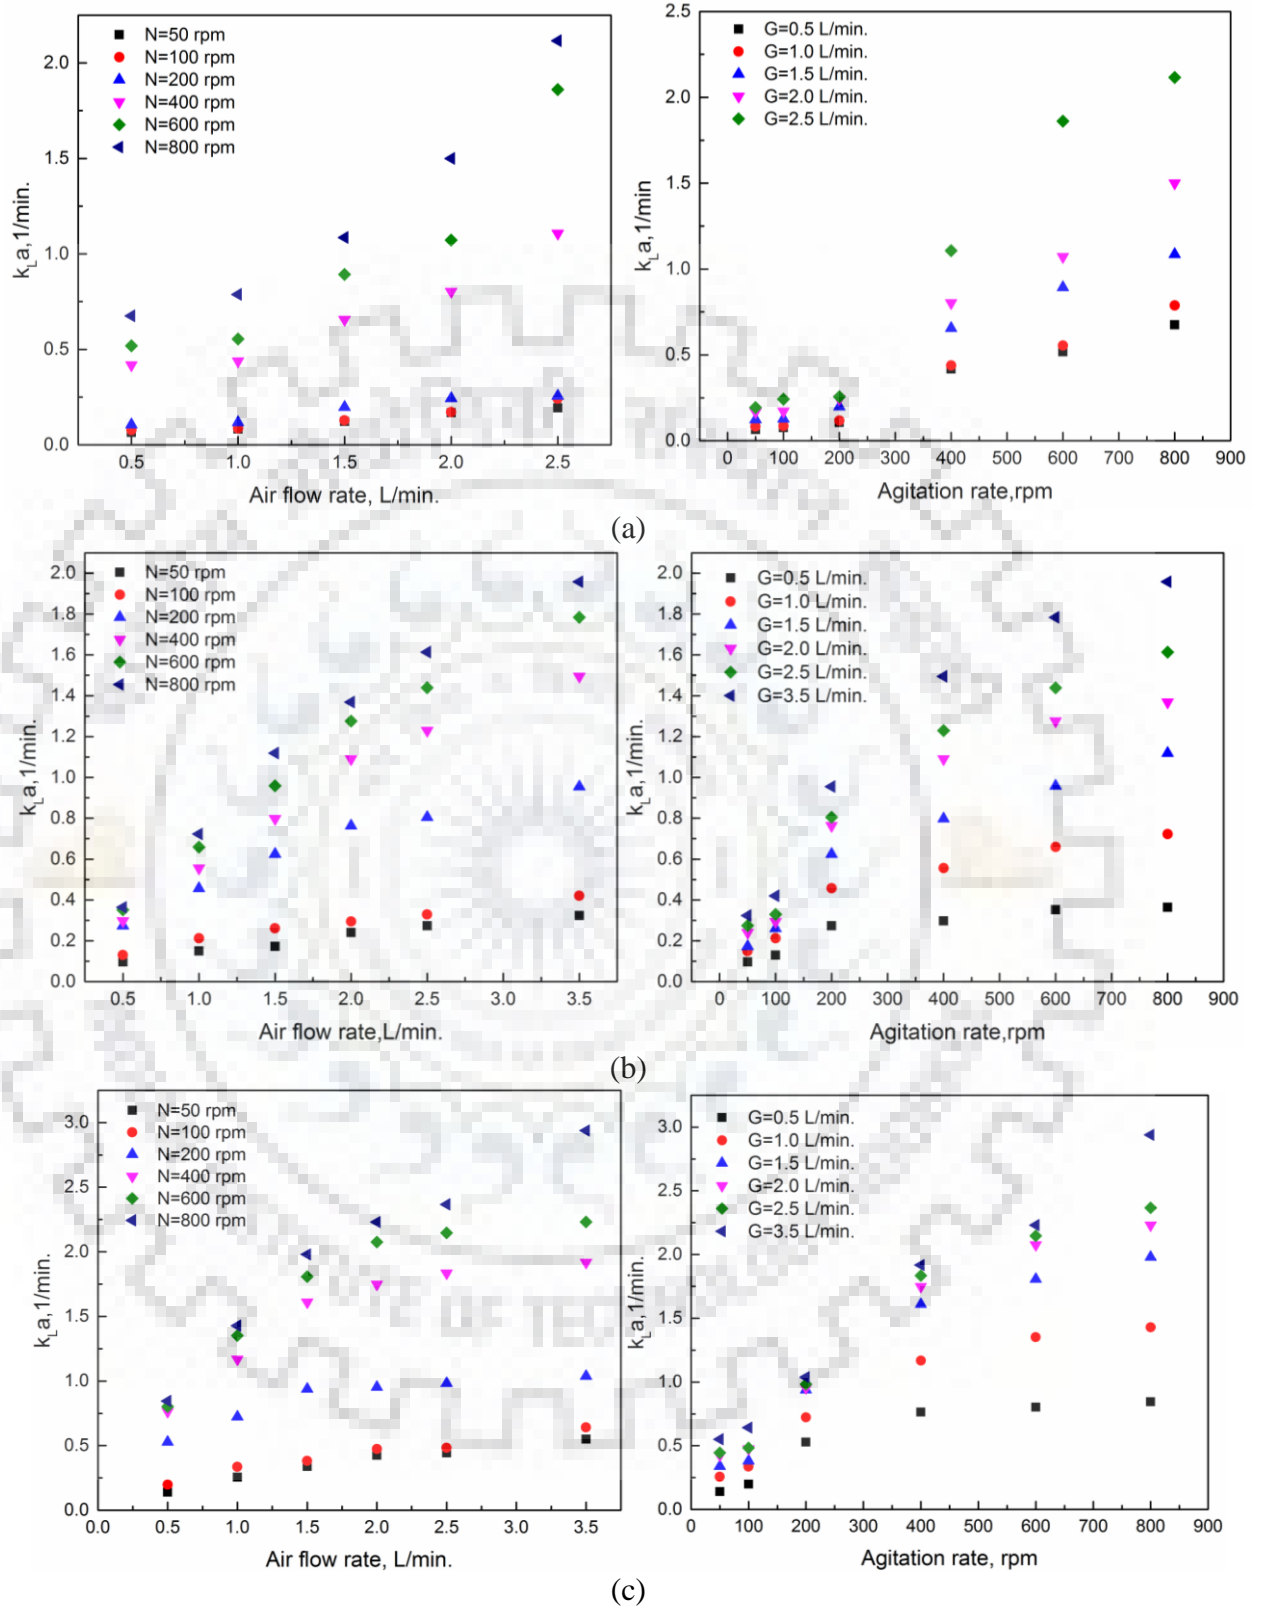 N=50 rpm
N=100 rpm
N=200 rpm
N=400 rpm
N=600 rpm
N=800 rpm
2.0
1.5
1.0
0.5
0.0
0.5 1.0 1.5 2.0 2.5
k_L a,1/min.
Air flow rate, L/min.
G=0.5 L/min.
G=1.0 L/min.
G=1.5 L/min.
G=2.0 L/min.
G=2.5 L/min.
2.5
2.0
1.5
1.0
0.5
0.0
0 100 200 300 400 500 600 700 800 900
k_L a,1/min
Agitation rate,rpm
(a)
N=50 rpm
N=100 rpm
N=200 rpm
N=400 rpm
N=600 rpm
N=800 rpm
2.0
1.8
1.6
1.4
1.2
1.0
0.8
0.6
0.4
0.2
0.0
0.5 1.0 1.5 2.0 2.5 3.0 3.5
k_L a,1/min.
Air flow rate,L/min.
G=0.5 L/min.
G=1.0 L/min.
G=1.5 L/min.
G=2.0 L/min.
G=2.5 L/min.
G=3.5 L/min.
2.0
1.8
1.6
1.4
1.2
1.0
0.8
0.6
0.4
0.2
0.0
0 100 200 300 400 500 600 700 800 900
k_L a,1/min.
Agitation rate,rpm
(b)
N=50 rpm
N=100 rpm
N=200 rpm
N=400 rpm
N=600 rpm
N=800 rpm
3.0
2.5
2.0
1.5
1.0
0.5
0.0
0.0 0.5 1.0 1.5 2.0 2.5 3.0 3.5
k_L a,1/min.
Air flow rate, L/min.
G=0.5 L/min.
G=1.0 L/min.
G=1.5 L/min.
G=2.0 L/min.
G=2.5 L/min.
G=3.5 L/min.
3.0
2.5
2.0
1.5
1.0
0.5
0.0
0 100 200 300 400 500 600 700 800 900
k_L a,1/min.
Agitation rate, rpm
(c)